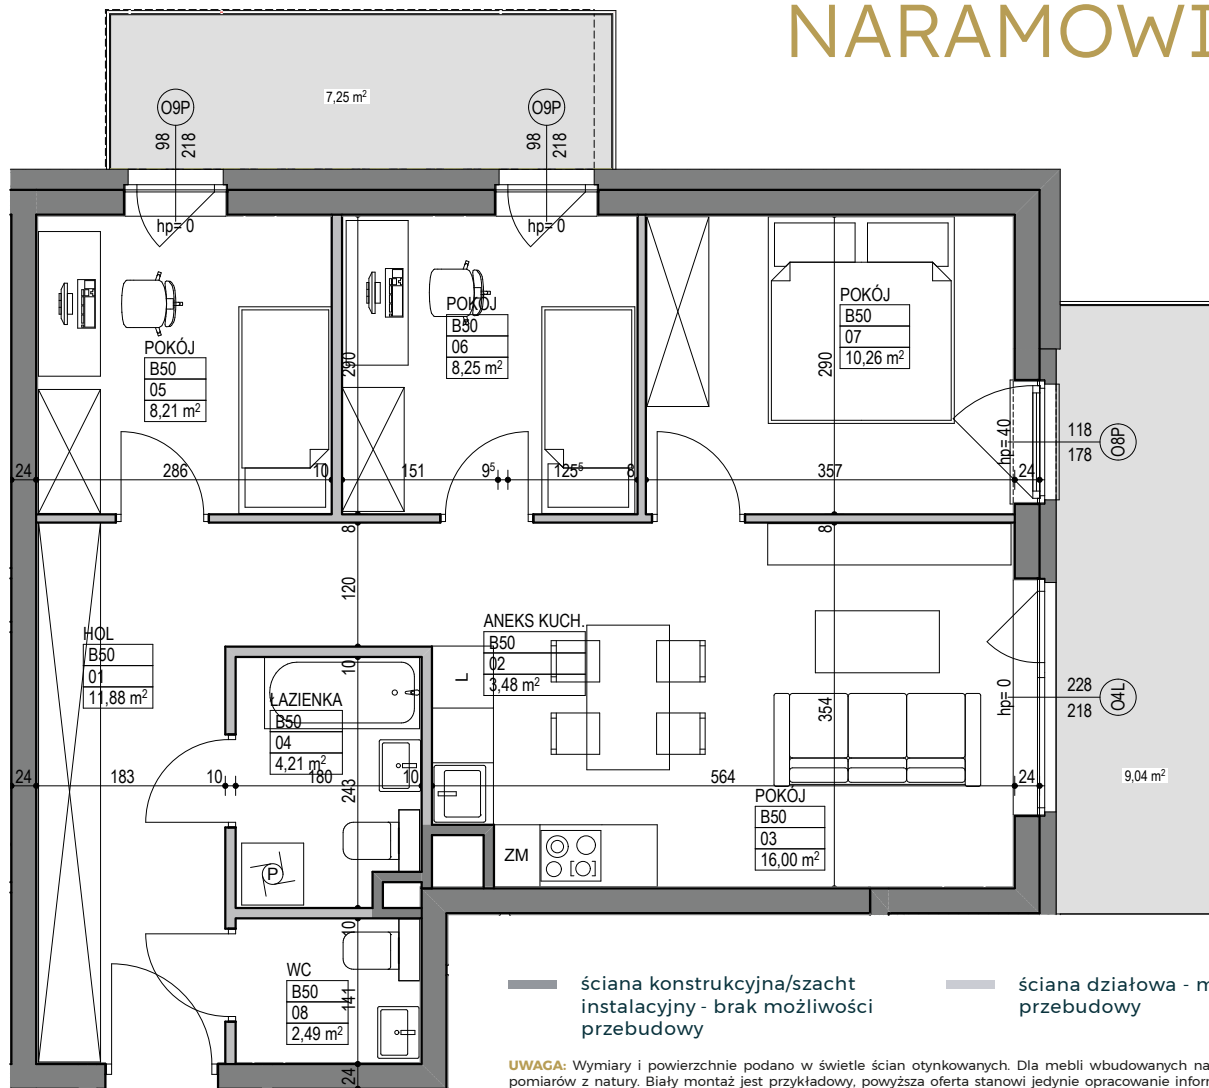 NARAMOWI
7,25 m²
O9P
98
218
hp= 0
O9P
98
218
hp= 0
POKÓJ
B50
05
8,21 m²
POKÓJ
B50
06
8,25 m²
290
POKÓJ
B50
07
10,26 m²
290
hp= 40
118
178
O8P
24
286
10
151
9⁵
125⁵
8
357
24
8
8
120
HOL
B50
01
11,88 m²
ANEKS KUCH.
B50
02
3,48 m²
L
10
ŁAZIENKA
B50
04
4,21 m²
354
hp= 0
228
218
O4L
24
183
10
180
10
564
24
243
9,04 m²
POKÓJ
B50
03
16,00 m²
ZM
P
10
WC
B50
08
2,49 m²
141
24
ściana konstrukcyjna/szacht
instalacyjny - brak możliwości
przebudowy
ściana działowa - m
przebudowy
UWAGA: Wymiary i powierzchnie podano w świetle ścian otynkowanych. Dla mebli wbudowanych na
pomiarów z natury. Biały montaż jest przykładowy, powyższa oferta stanowi jedynie opracowanie inform